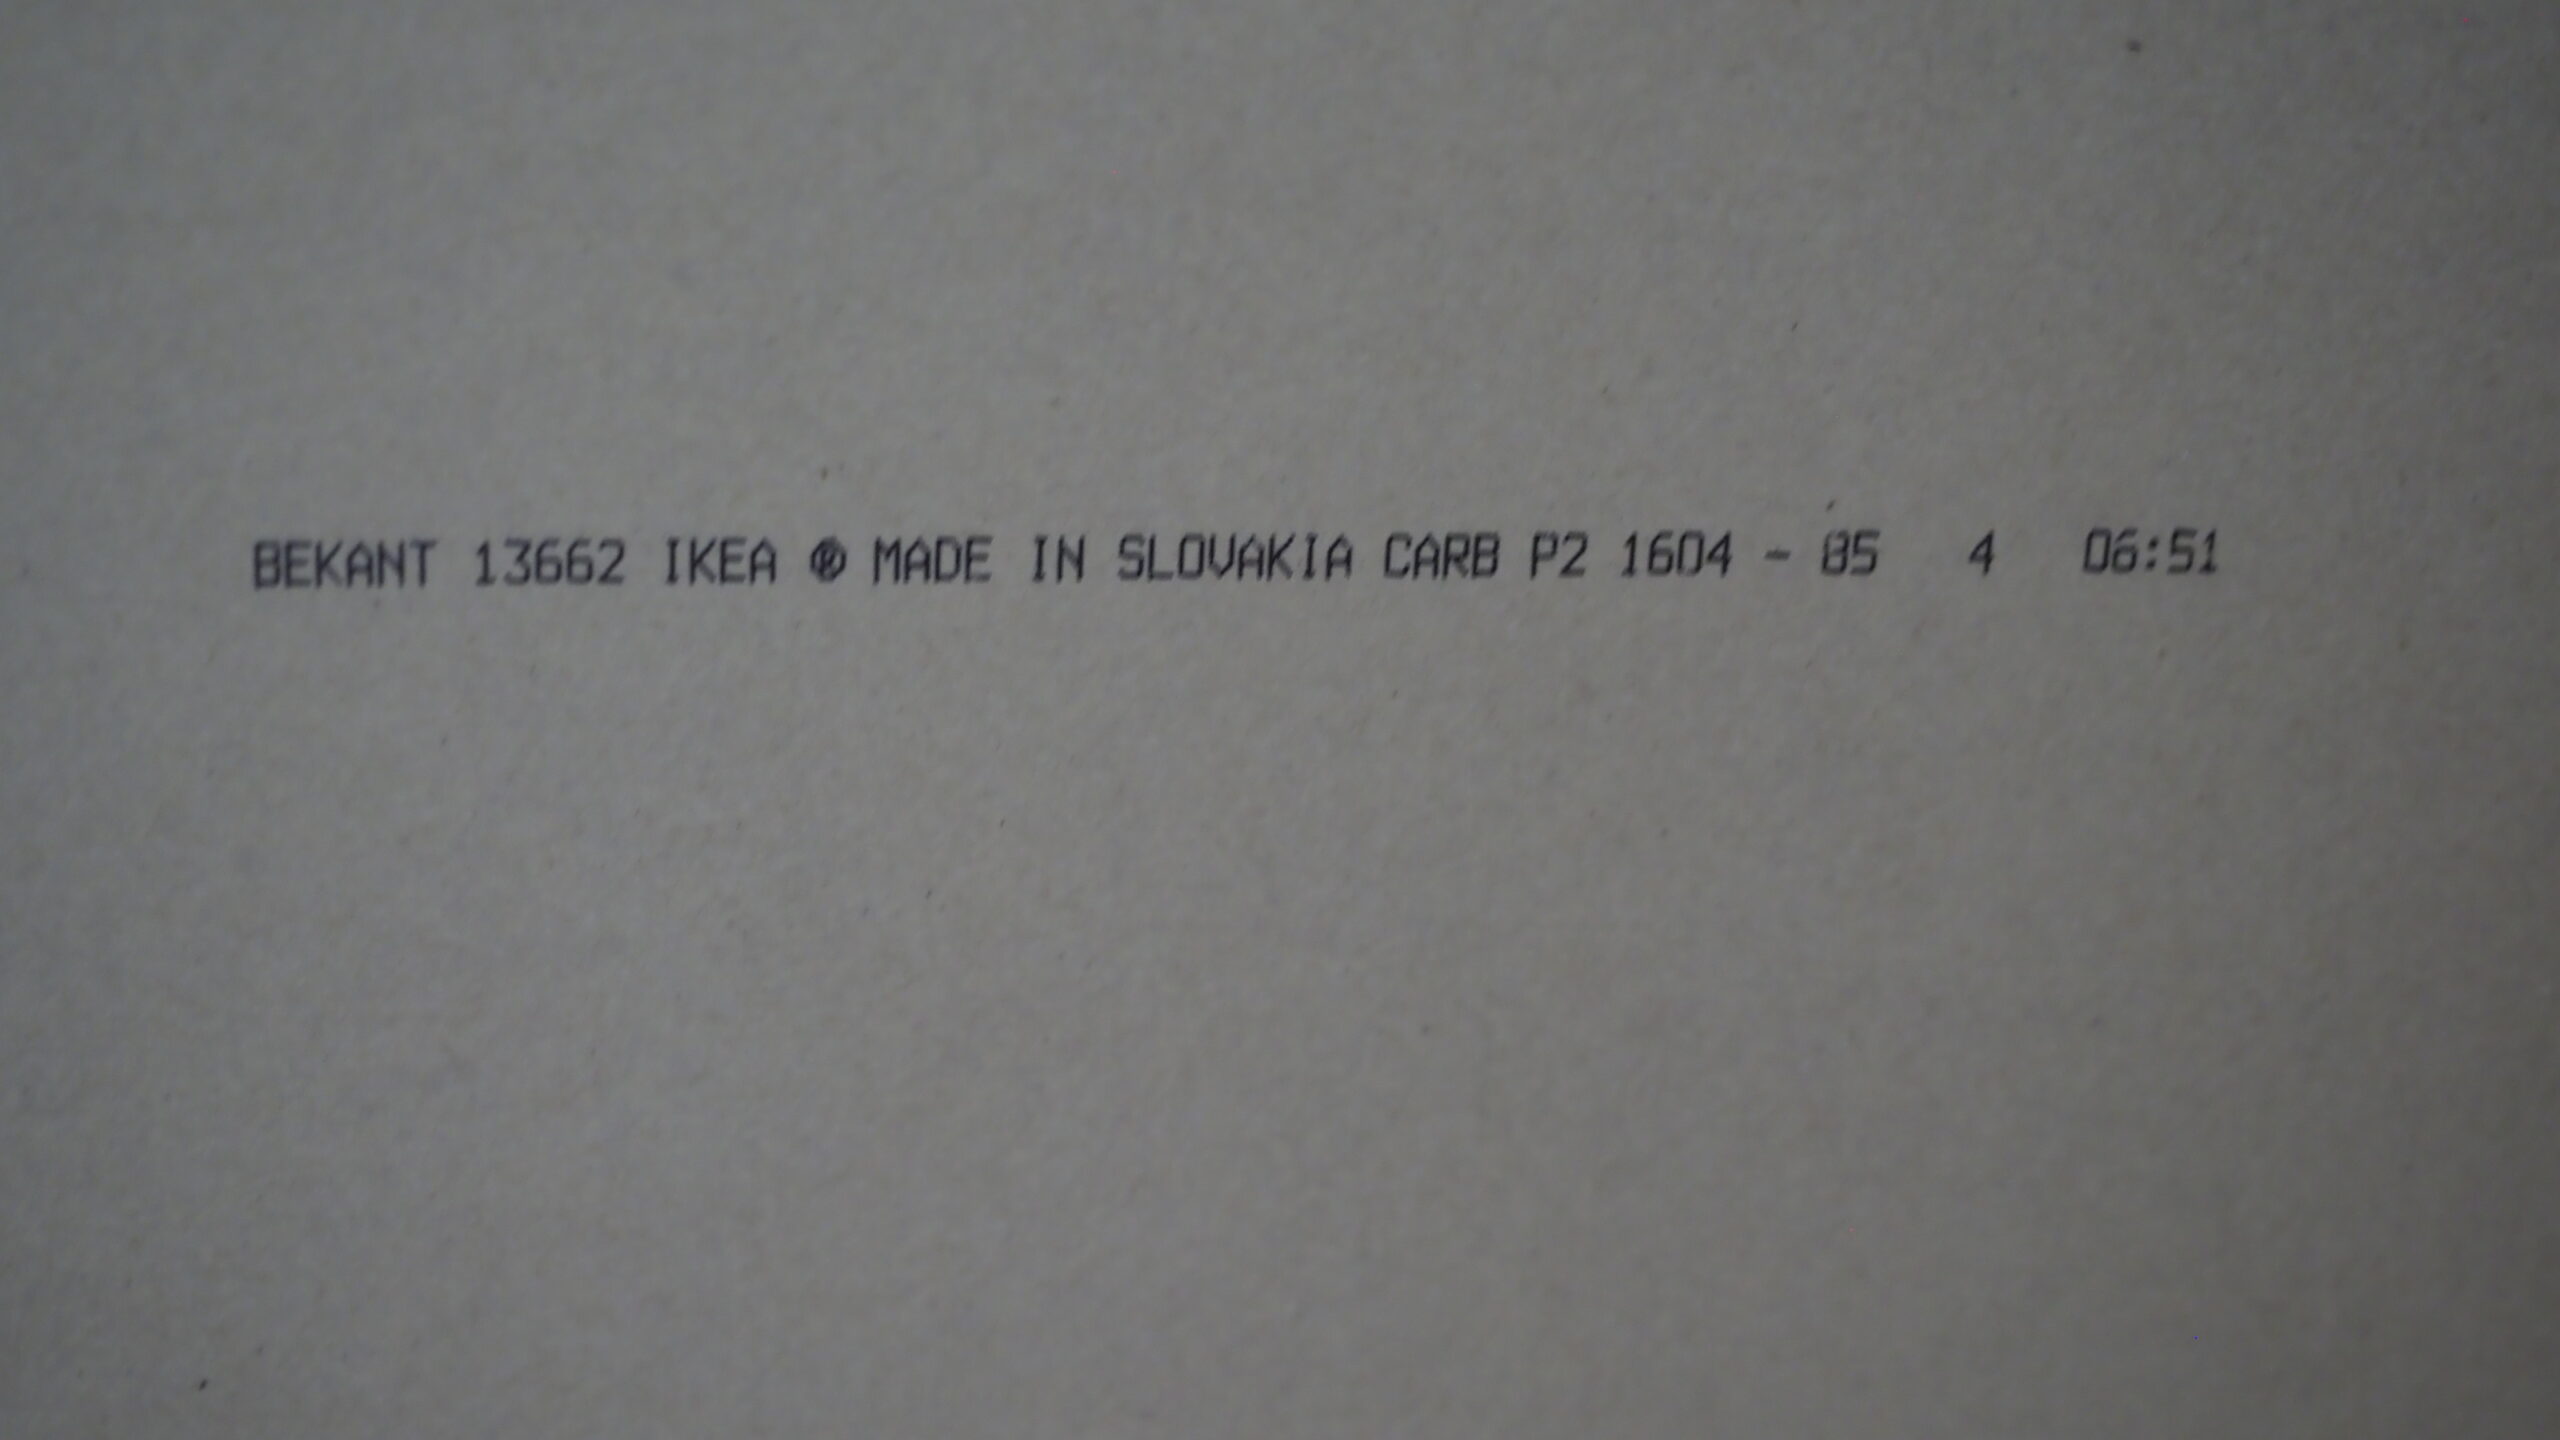 BEKANT 13662 IKEA ® MADE IN SLOVAKIA CARB P2 1604 - 85 4 06:51